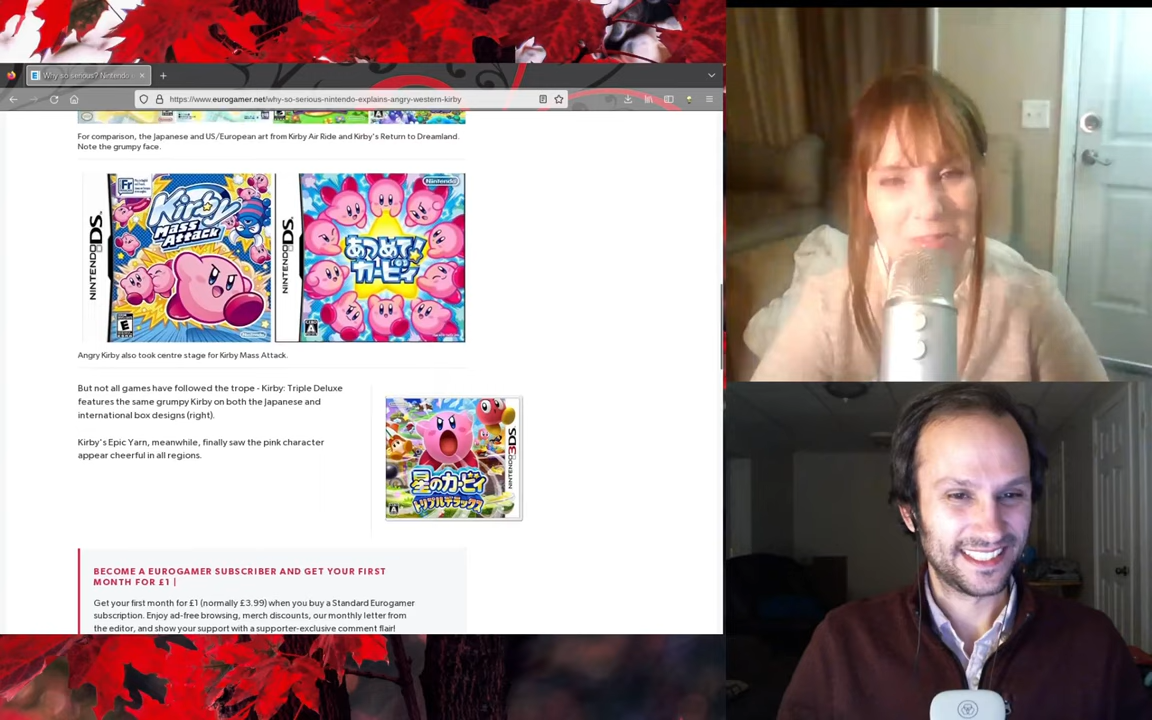 Why so serious? Nintendo
https://www.eurogamer.net/why-so-serious-nintendo-explains-angry-western-kirby
For comparison, the Japanese and US/European art from Kirby Air Ride and Kirby's Return to Dreamland.
Note the grumpy face.
NINTENDO DS
Kirby
Mass
Attack
E
Nintendo
NINTENDO DS
Nintendo
あつめて!
カービィ
A
Angry Kirby also took centre stage for Kirby Mass Attack.
But not all games have followed the trope - Kirby: Triple Deluxe
features the same grumpy Kirby on both the Japanese and
international box designs (right).
Kirby's Epic Yarn, meanwhile, finally saw the pink character
appear cheerful in all regions.
NINTENDO 3DS
星のカービィ
トリプルデラックス
A
BECOME A EUROGAMER SUBSCRIBER AND GET YOUR FIRST
MONTH FOR £1 |
Get your first month for £1 (normally £3.99) when you buy a Standard Eurogamer
subscription. Enjoy ad-free browsing, merch discounts, our monthly letter from
the editor, and show your support with a supporter-exclusive comment flair!